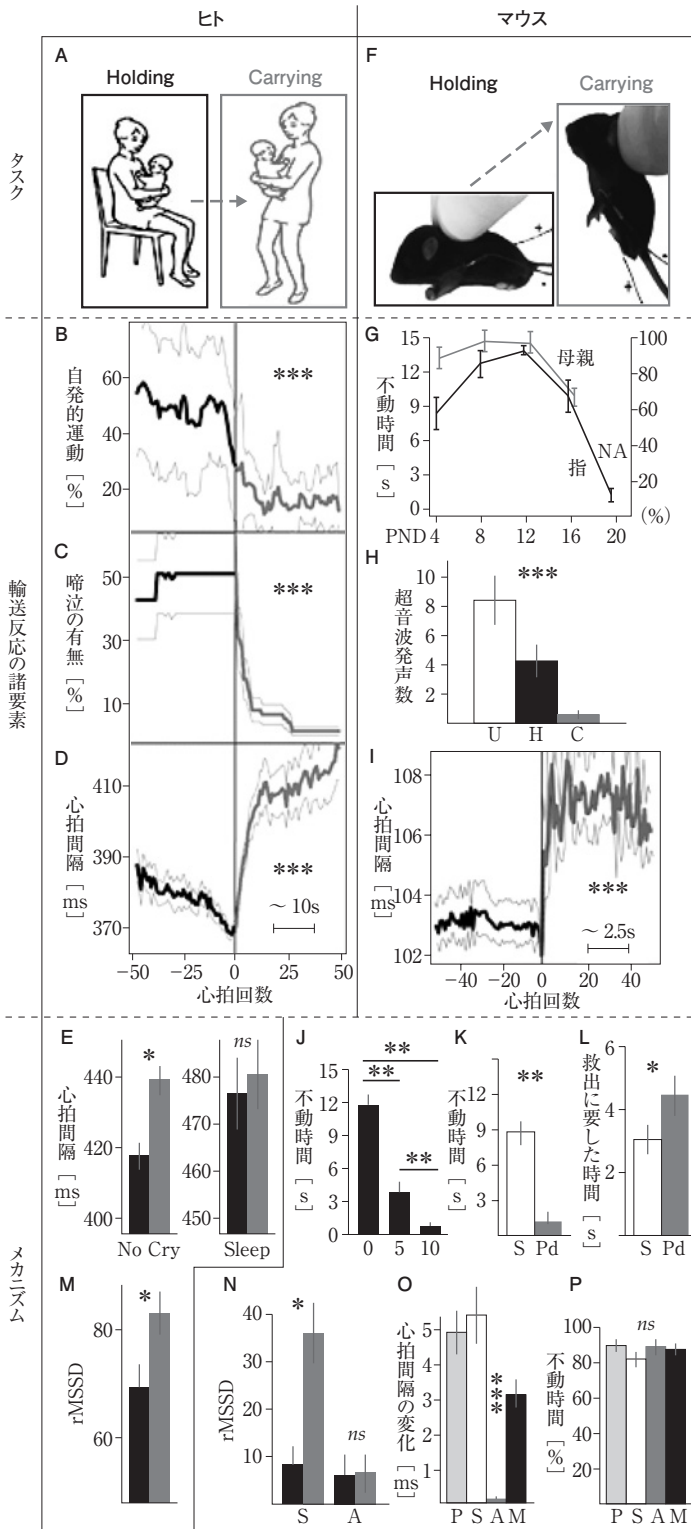 ヒト
マウス
タスク
A
Holding
Carrying
F
Holding
Carrying
輸送反応の諸要素
B
自発的運動[%]
60
40
20
***
C
啼泣の有無[%]
50
30
10
***
D
心拍間隔[ms]
410
390
370
***
～10s
−50
−25
0
25
50
心拍回数
G
不動時間[s]
15
12
9
6
3
0
100
80
60
40
20
(%)
母親
指
NA
PND 4
8
12
16
20
H
超音波発声数
10
8
6
4
2
***
U
H
C
I
心拍間隔[ms]
108
106
104
102
***
～2.5s
−40
−20
0
20
40
心拍回数
メカニズム
E
心拍間隔[ms]
440
420
400
*
No Cry
ns
480
470
460
450
Sleep
J
不動時間[s]
15
12
9
6
3
0
**
**
**
0
5
10
K
不動時間[s]
9
6
3
**
S
Pd
L
救出に要した時間[s]
6
4
2
*
S
Pd
M
rMSSD
80
60
*
N
rMSSD
40
30
20
10
*
ns
S
A
O
心拍間隔の変化[ms]
5
4
3
2
1
***
P
S
A
M
P
不動時間[%]
100
80
60
40
20
ns
P
S
A
M